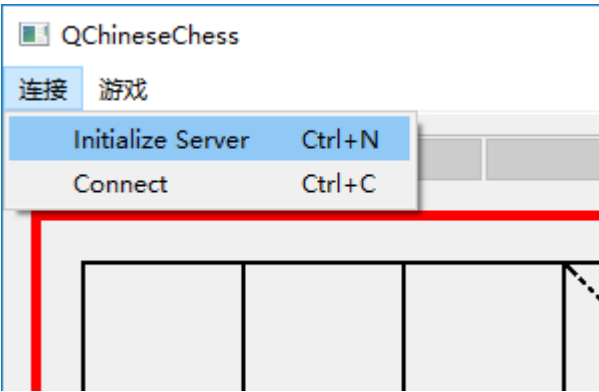 QChineseChess
连接 游戏
Initialize Server Ctrl+N
Connect Ctrl+C